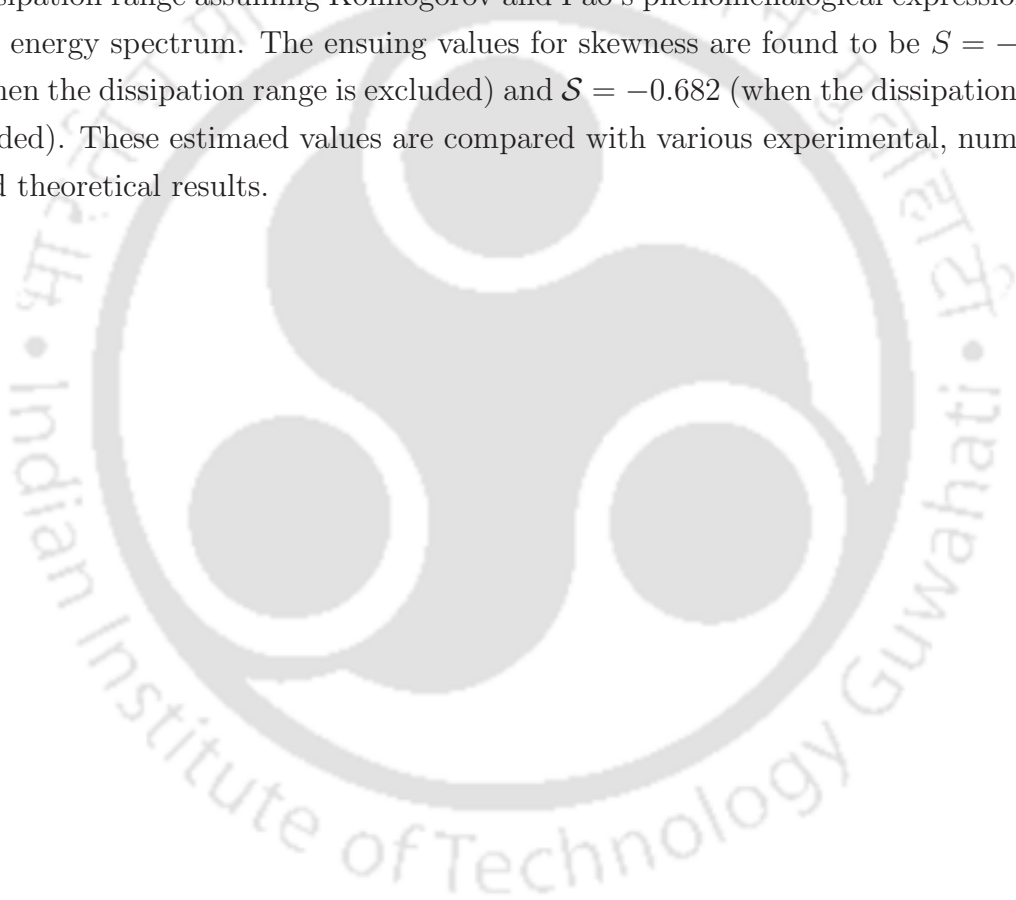 sipation range assuming Kolmogorov and Pao's phenomenalogical expression
energy spectrum. The ensuing values for skewness are found to be S = −
hen the dissipation range is excluded) and 𝓢 = −0.682 (when the dissipation
ded). These estimaed values are compared with various experimental, num
d theoretical results.
• Indian Institute of Technology Guwahati •